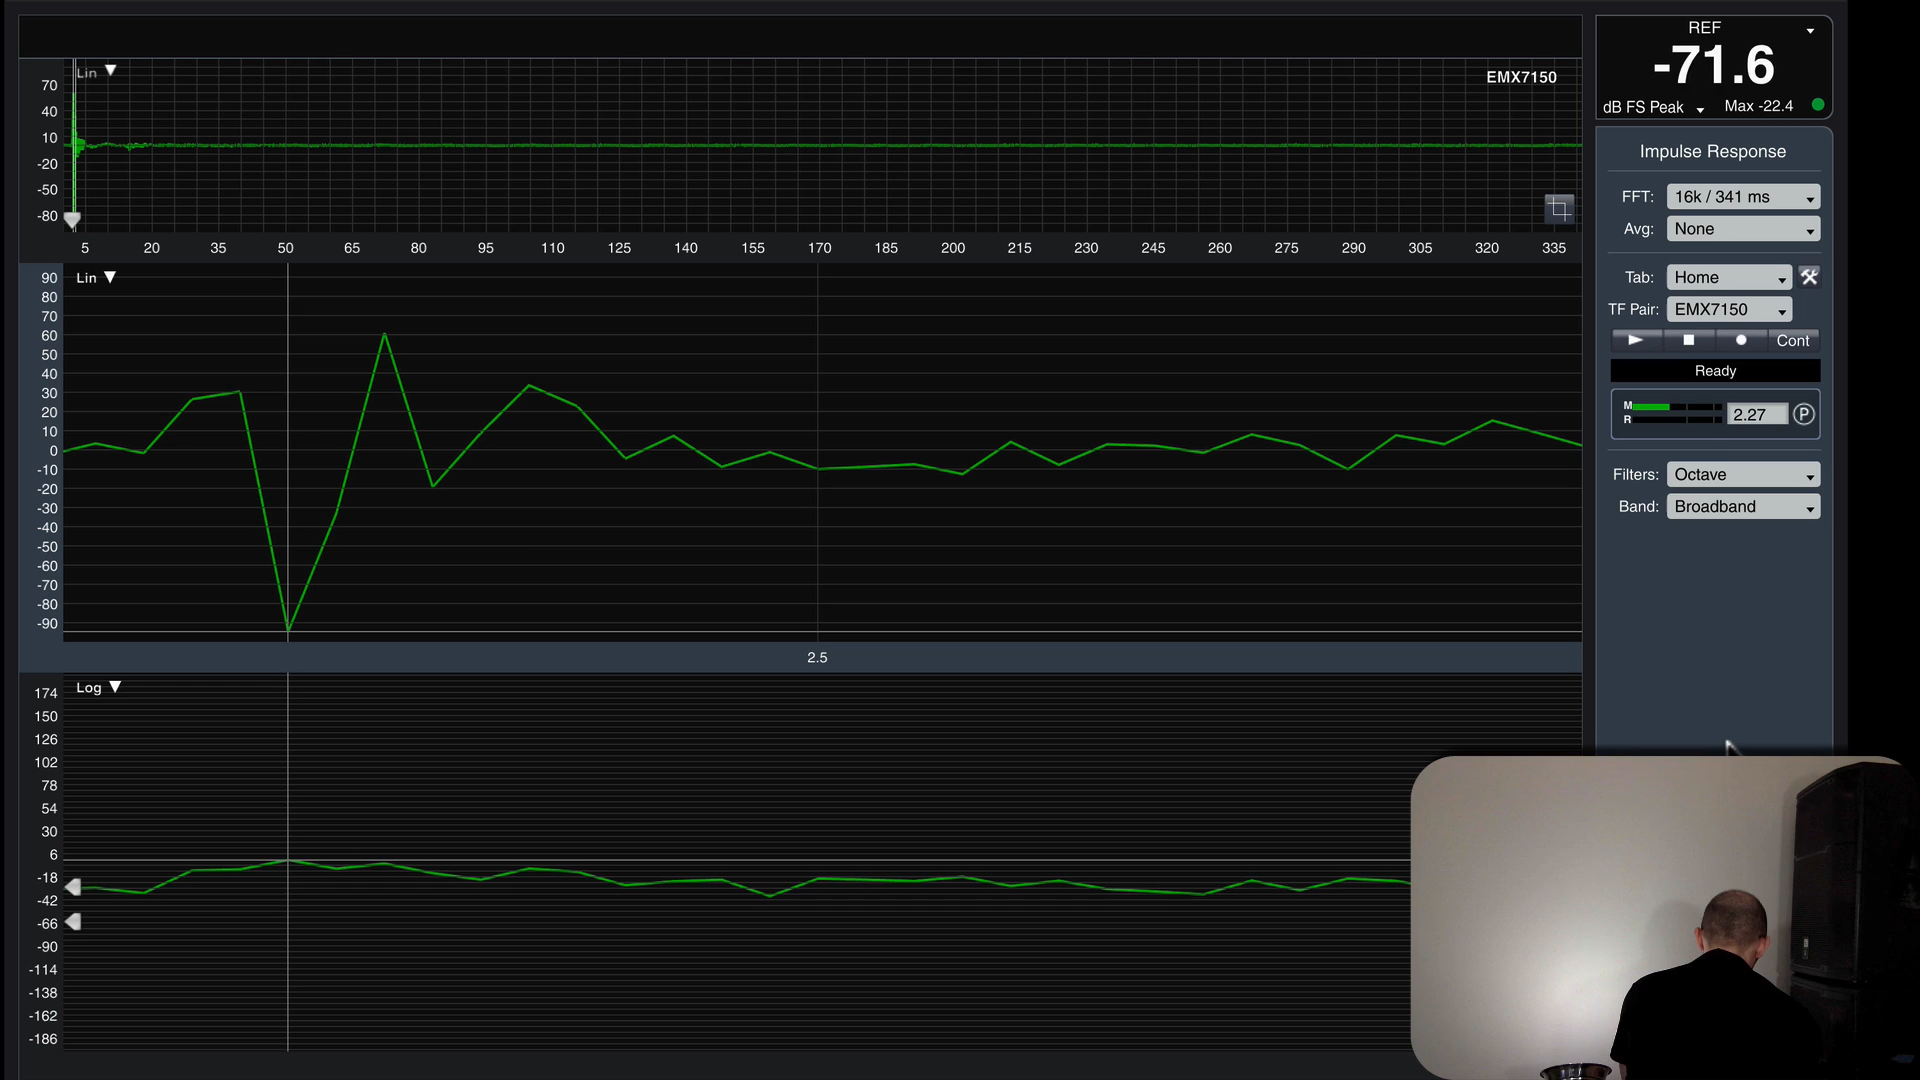 REF
-71.6
dB FS Peak Max -22.4
Lin
EMX7150
70
40
10
-20
-50
-80
5 20 35 50 65 80 95 110 125 140 155 170 185 200 215 230 245 260 275 290 305 320 335
Lin
90
80
70
60
50
40
30
20
10
0
-10
-20
-30
-40
-50
-60
-70
-80
-90
2.5
Log
174
150
126
102
78
54
30
6
-18
-42
-66
-90
-114
-138
-162
-186
Impulse Response
FFT: 16k / 341 ms
Avg: None
Tab: Home
TF Pair: EMX7150
Cont
Ready
M
R
2.27
P
Filters: Octave
Band: Broadband